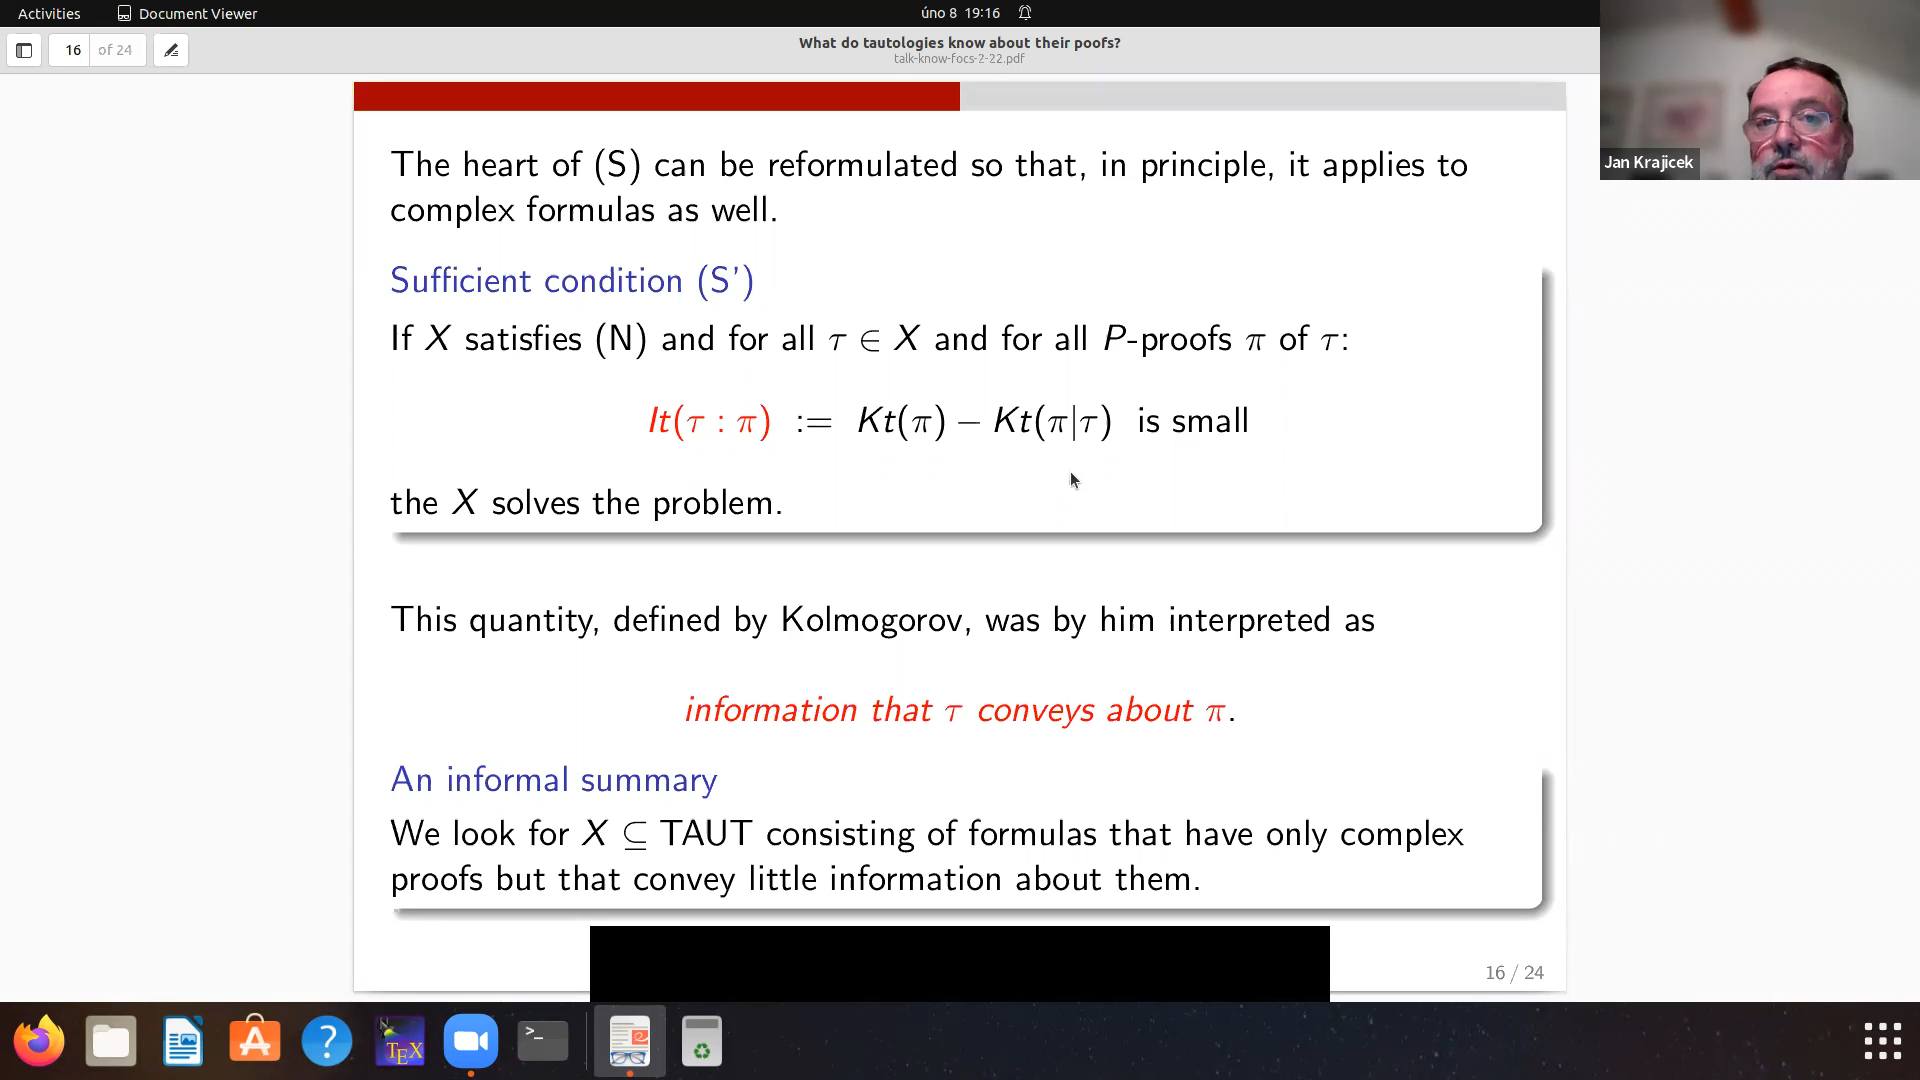 Activities
Document Viewer
úno 8 19:16
16 of 24
What do tautologies know about their poofs?
talk-know-focs-2-22.pdf
Jan Krajicek
The heart of (S) can be reformulated so that, in principle, it applies to
complex formulas as well.
Sufficient condition (S')
If X satisfies (N) and for all τ ∈ X and for all P-proofs π of τ:
It(τ : π) := Kt(π) − Kt(π|τ) is small
the X solves the problem.
This quantity, defined by Kolmogorov, was by him interpreted as
information that τ conveys about π.
An informal summary
We look for X ⊆ TAUT consisting of formulas that have only complex
proofs but that convey little information about them.
16 / 24